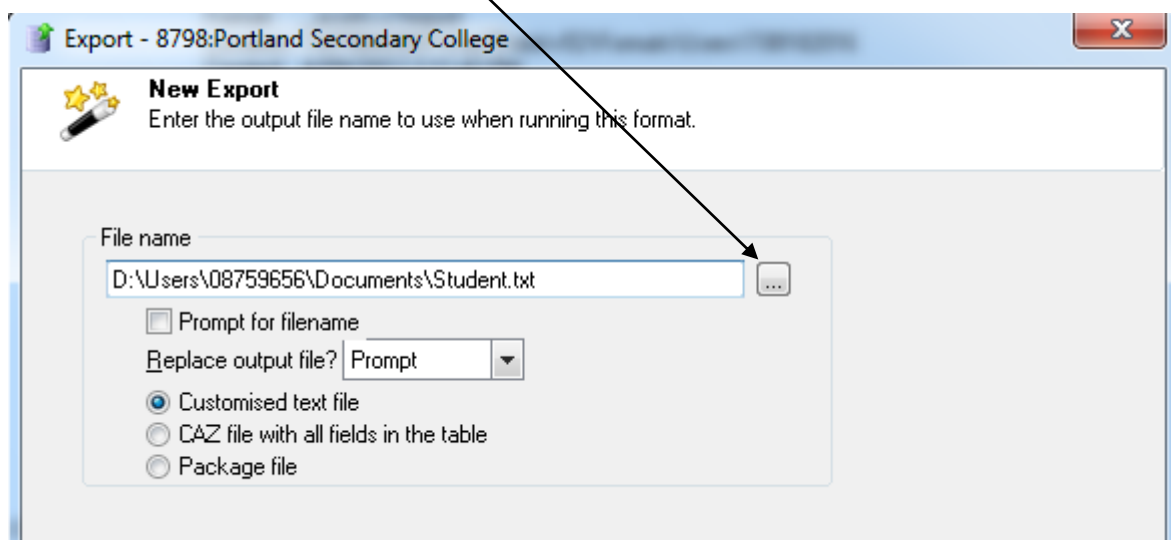 Export - 8798:Portland Secondary College
New Export
Enter the output file name to use when running this format.
File name
D:\Users\08759656\Documents\Student.txt
...
Prompt for filename
Replace output file? Prompt
Customised text file
CAZ file with all fields in the table
Package file